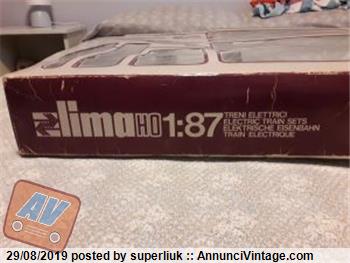 lima HO 1:87
TRENI ELETTRICI
ELECTRIC TRAIN SETS
ELEKTRISCHE EISENBAHN
TRAIN ELECTRIQUE
AV
29/08/2019 posted by superliuk :: AnnunciVintage.com